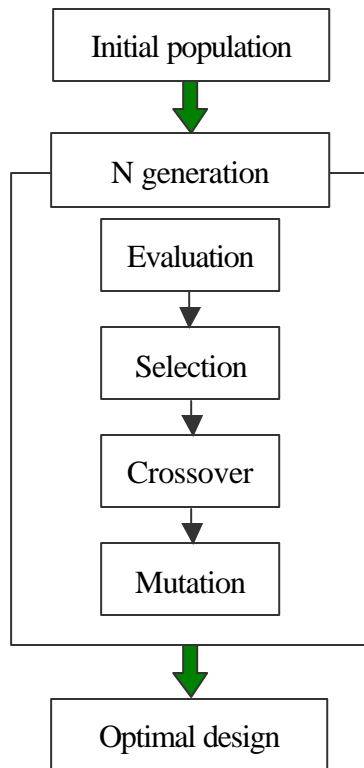 Initial population
N generation
Evaluation
Selection
Crossover
Mutation
Optimal design